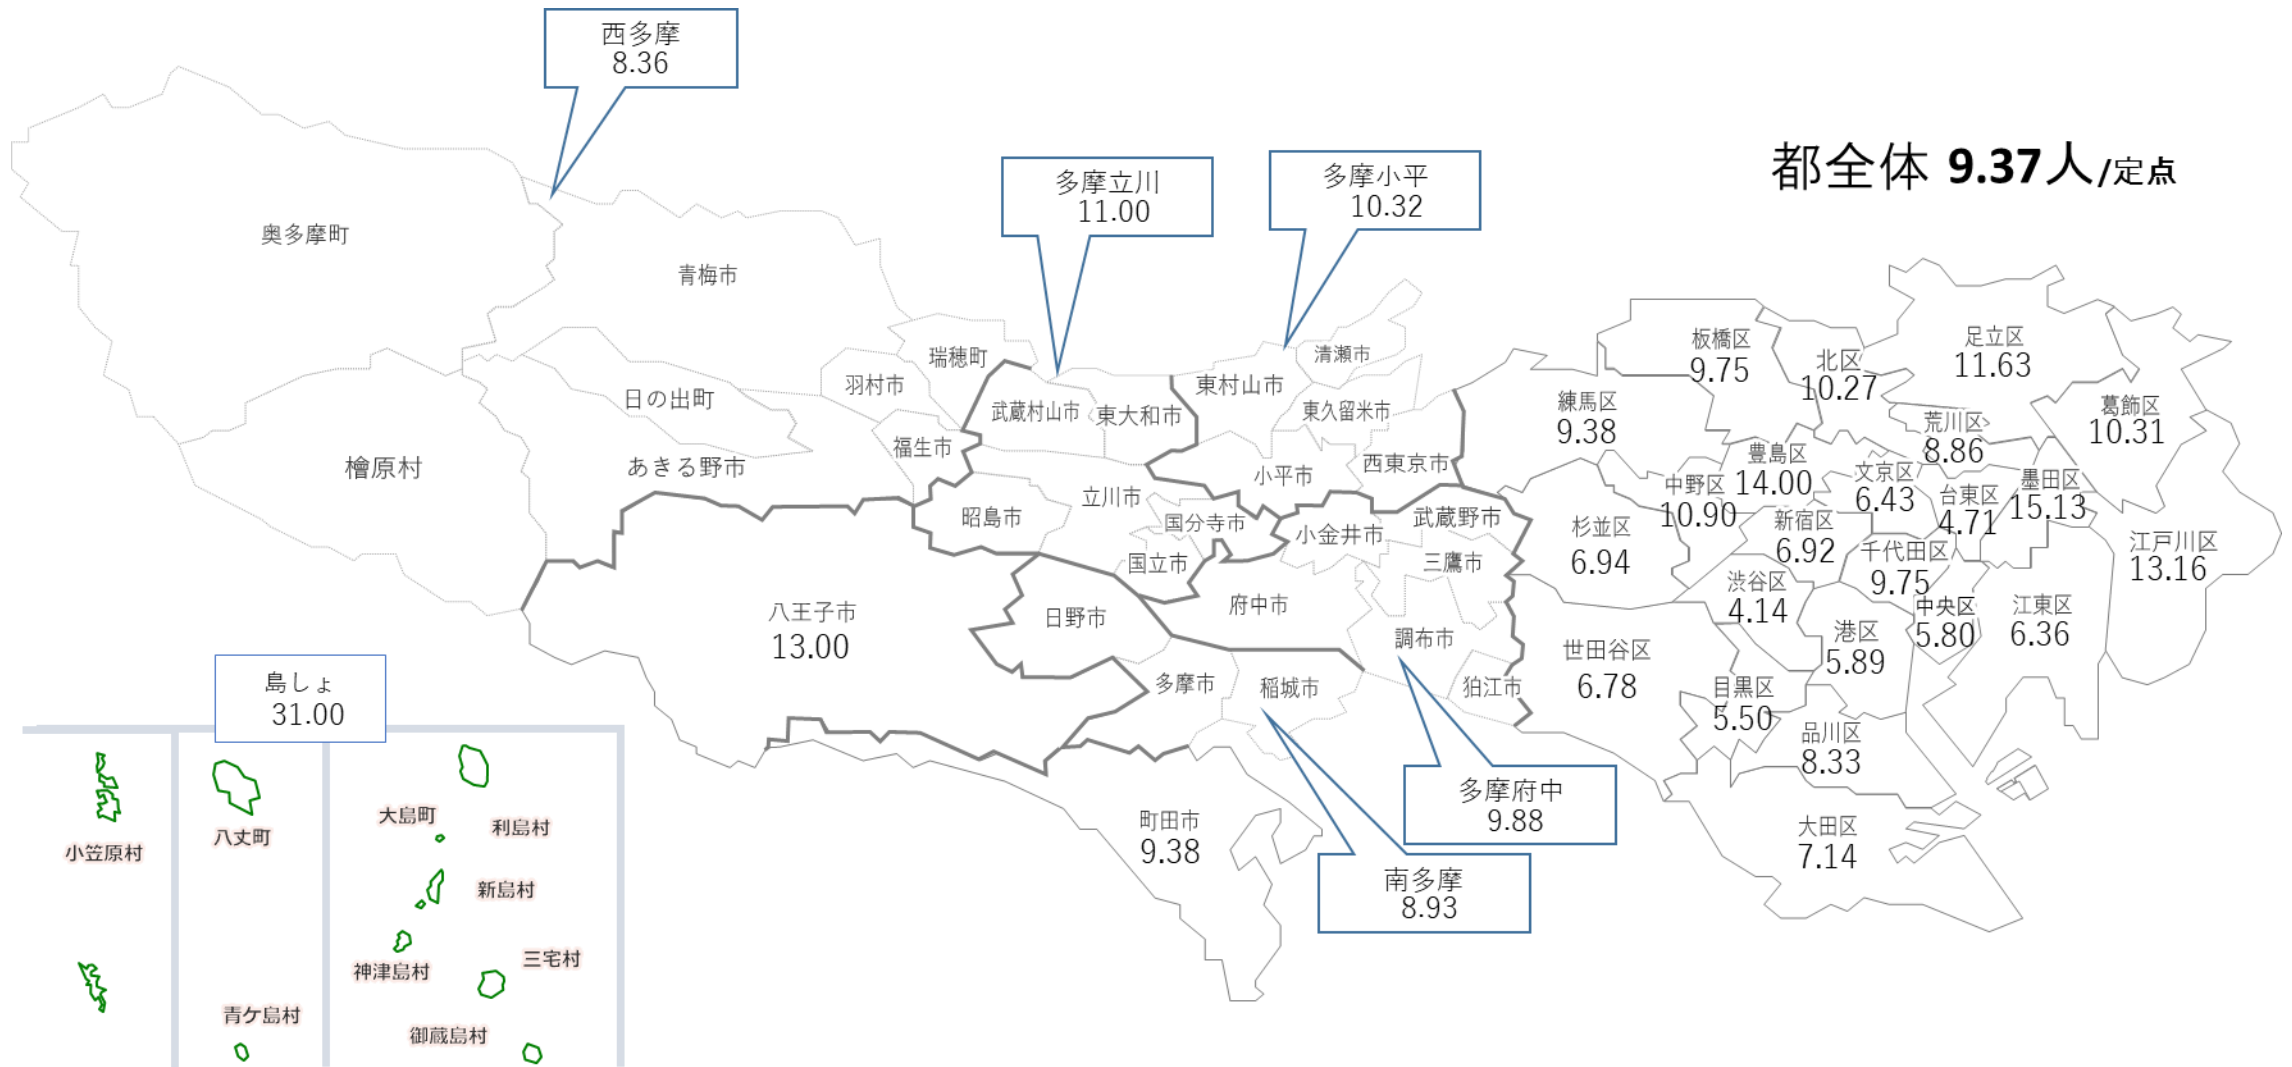 西多摩
8.36
多摩立川
11.00
多摩小平
10.32
都全体 9.37人/定点
奥多摩町
青梅市
瑞穂町
羽村市
日の出町
福生市
あきる野市
檜原村
武蔵村山市
東大和市
東村山市
清瀬市
東久留米市
小平市
西東京市
立川市
昭島市
国分寺市
国立市
小金井市
武蔵野市
三鷹市
府中市
調布市
狛江市
八王子市
13.00
日野市
多摩市
稲城市
町田市
9.38
多摩府中
9.88
南多摩
8.93
板橋区
9.75
北区
10.27
足立区
11.63
練馬区
9.38
荒川区
8.86
葛飾区
10.31
豊島区
14.00
文京区
6.43
台東区
4.71
墨田区
15.13
中野区
10.90
杉並区
6.94
新宿区
6.92
千代田区
9.75
江戸川区
13.16
渋谷区
4.14
中央区
5.80
江東区
6.36
港区
5.89
世田谷区
6.78
目黒区
5.50
品川区
8.33
大田区
7.14
島しょ
31.00
小笠原村
八丈町
青ケ島村
大島町
利島村
新島村
神津島村
三宅村
御蔵島村